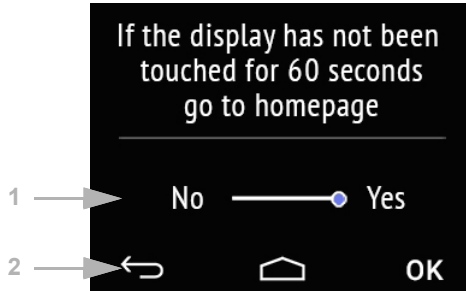 If the display has not been
touched for 60 seconds
go to homepage
1 No Yes
2 OK